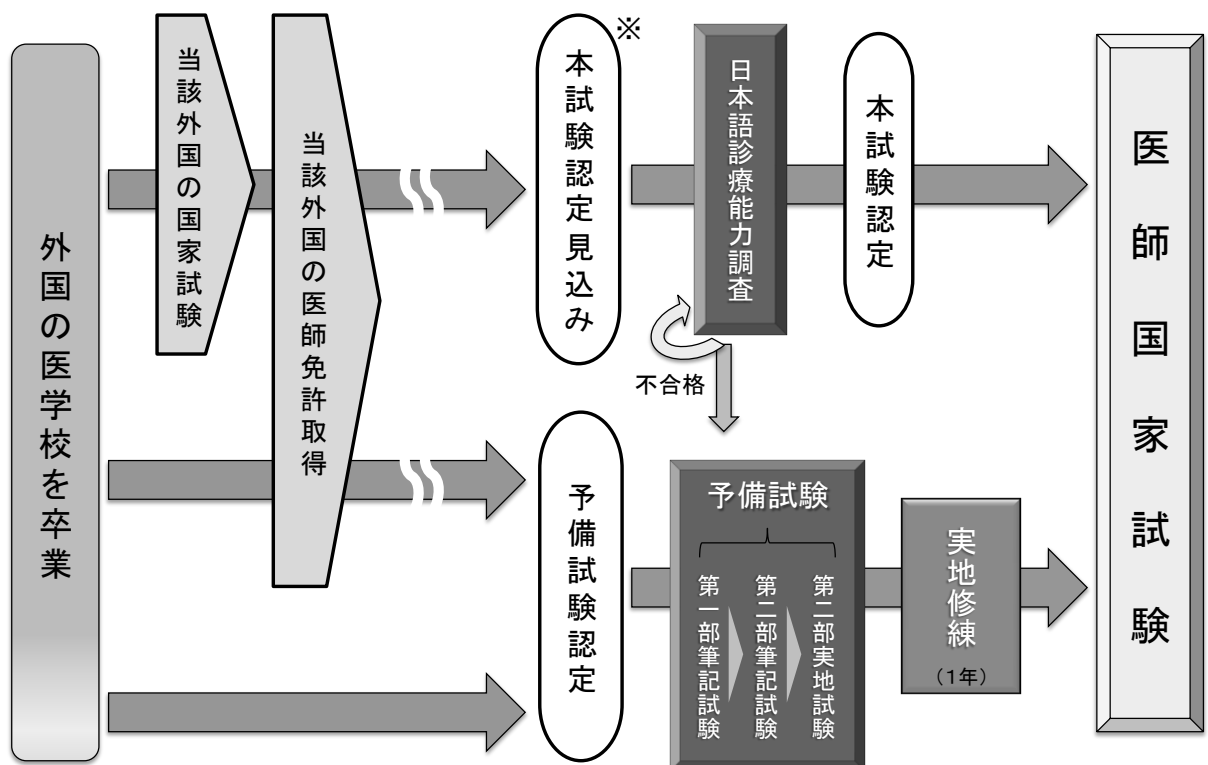 外国の医学校を卒業
当該外国の国家試験
当該外国の医師免許取得
本試験認定見込み
※
日本語診療能力調査
不合格
本試験認定
予備試験認定
予備試験
第一部筆記試験
第二部筆記試験
第二部実地試験
実地修練
（1年）
医師国家試験